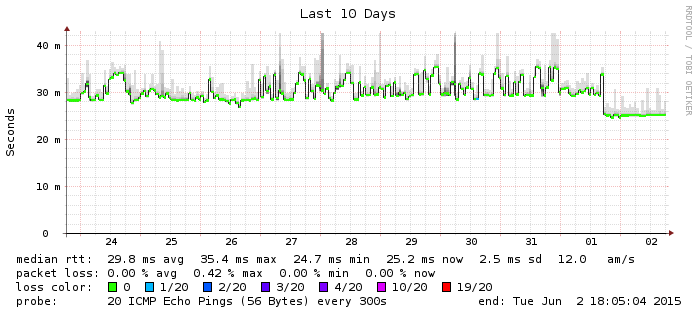 Last 10 Days
RRDTOOL / TOBI OETIKER
Seconds
40 m
30 m
20 m
10 m
0
24 25 26 27 28 29 30 31 01 02
median rtt: 29.8 ms avg 35.4 ms max 24.7 ms min 25.2 ms now 2.5 ms sd 12.0 am/s
packet loss: 0.00 % avg 0.42 % max 0.00 % min 0.00 % now
loss color: 0 1/20 2/20 3/20 4/20 10/20 19/20
probe: 20 ICMP Echo Pings (56 Bytes) every 300s end: Tue Jun 2 18:05:04 2015